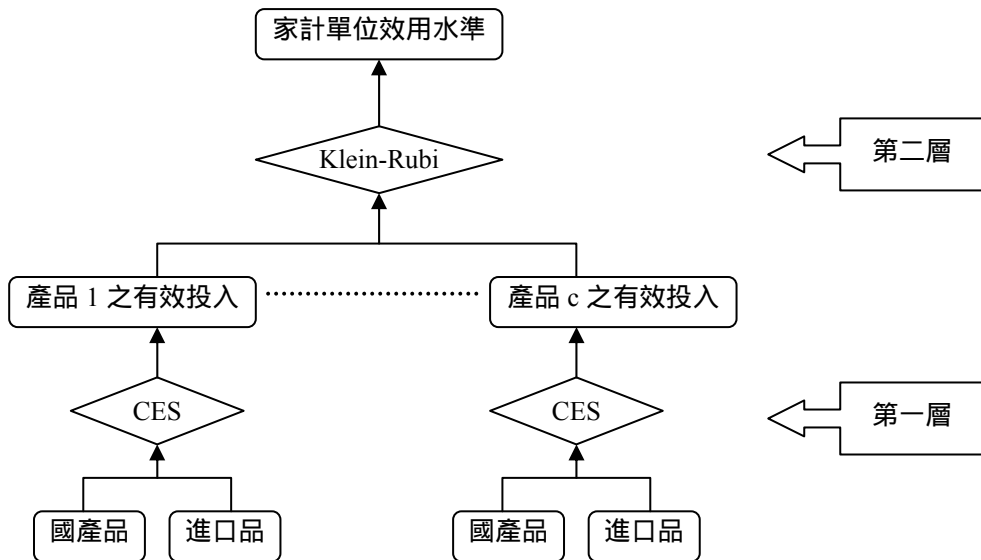 家計單位效用水準
Klein-Rubi
第二層
產品 1 之有效投入
產品 c 之有效投入
CES
CES
第一層
國產品
進口品
國產品
進口品